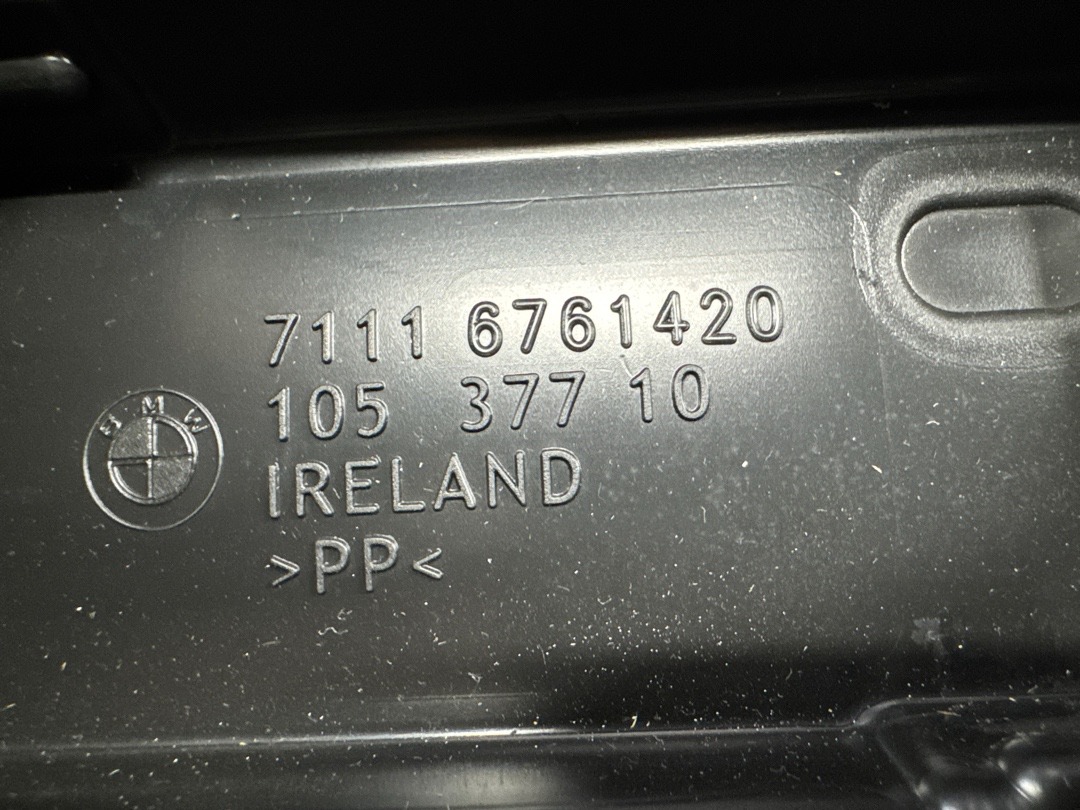 7111 6761420
105 377 10
BMW
IRELAND
>PP<